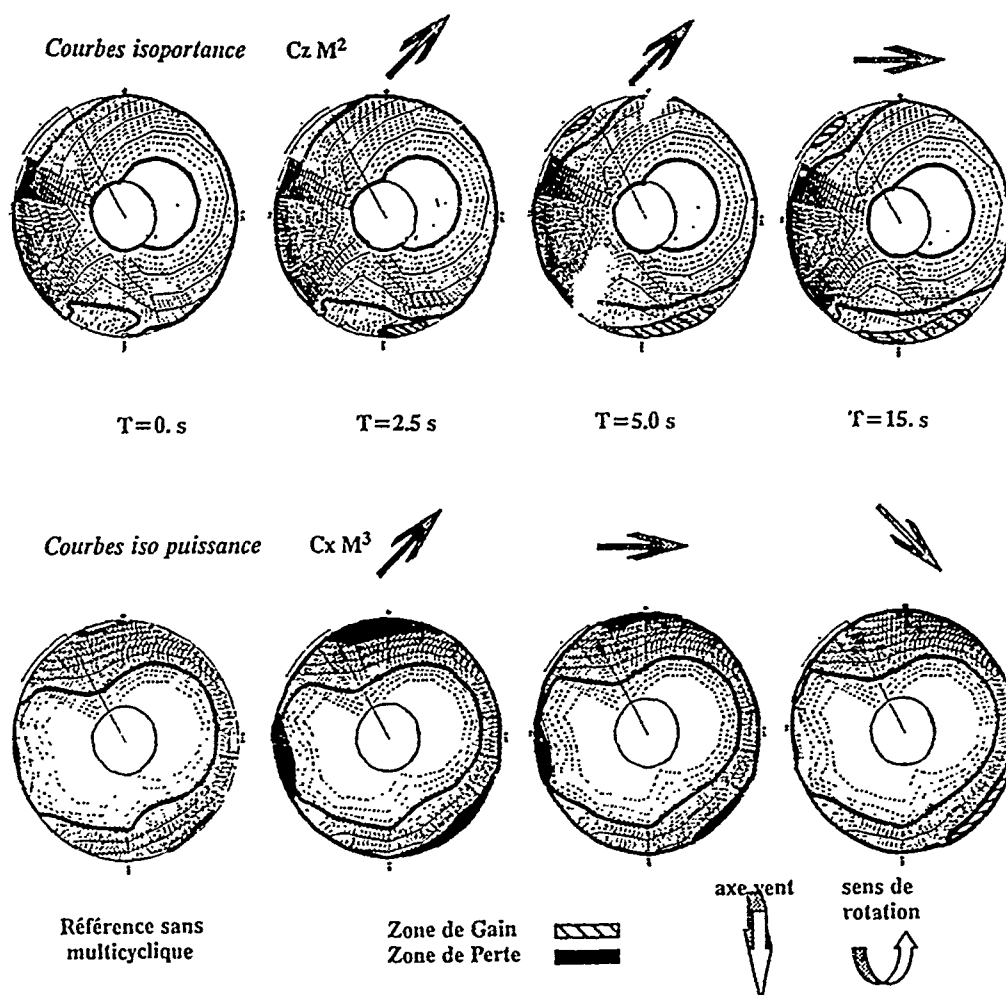 Courbes isoportance Cz M²
T=0. s T=2.5 s T=5.0 s T=15. s
Courbes iso puissance Cx M³
Référence sans
multicyclique
Zone de Gain
Zone de Perte
axe vent
sens de
rotation